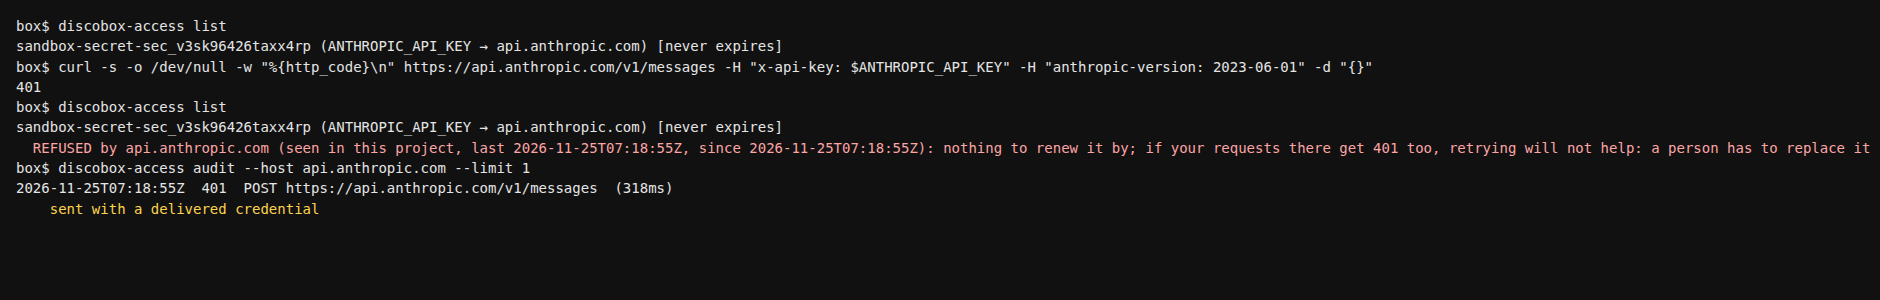 box$ discobox-access list
sandbox-secret-sec_v3sk96426taxx4rp (ANTHROPIC_API_KEY → api.anthropic.com) [never expires]
box$ curl -s -o /dev/null -w "%{http_code}\n" https://api.anthropic.com/v1/messages -H "x-api-key: $ANTHROPIC_API_KEY" -H "anthropic-version: 2023-06-01" -d "{}"
401
box$ discobox-access list
sandbox-secret-sec_v3sk96426taxx4rp (ANTHROPIC_API_KEY → api.anthropic.com) [never expires]
  REFUSED by api.anthropic.com (seen in this project, last 2026-11-25T07:18:55Z, since 2026-11-25T07:18:55Z): nothing to renew it by; if your requests there get 401 too, retrying will not help: a person has to replace it
box$ discobox-access audit --host api.anthropic.com --limit 1
2026-11-25T07:18:55Z  401  POST https://api.anthropic.com/v1/messages  (318ms)
    sent with a delivered credential